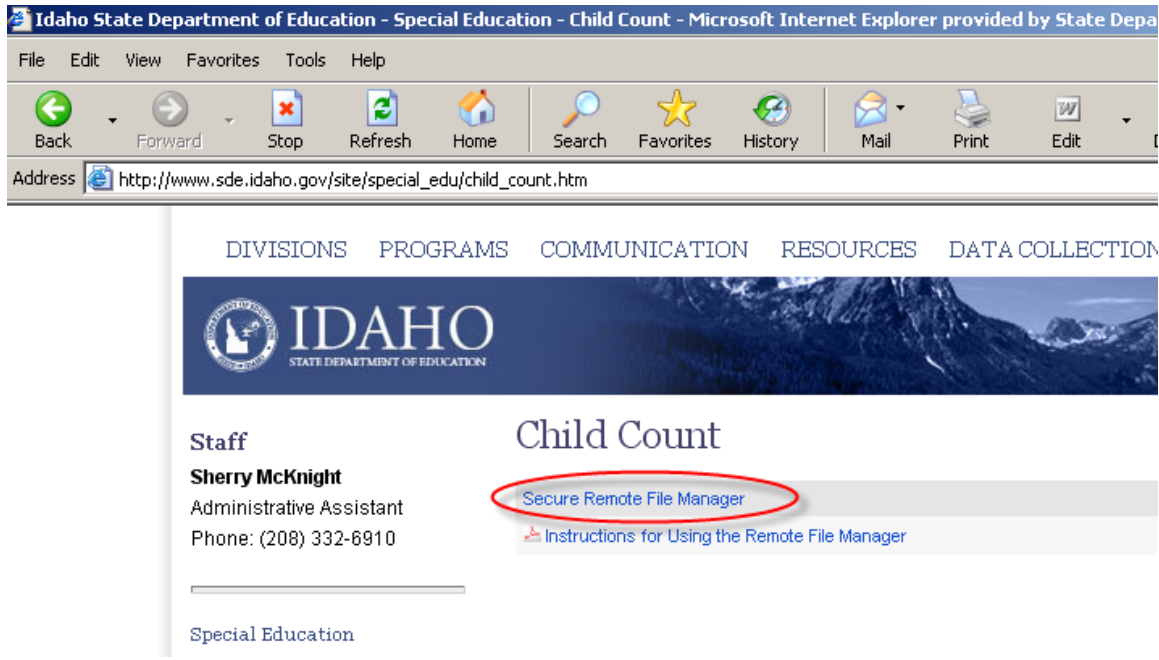 Idaho State Department of Education - Special Education - Child Count - Microsoft Internet Explorer provided by State
File Edit View Favorites Tools Help
Back Forward Stop Refresh Home Search Favorites History Mail Print Edit
Address http://www.sde.idaho.gov/site/special_edu/child_count.htm
DIVISIONS PROGRAMS COMMUNICATION RESOURCES DATA COLLECTION
IDAHO
STATE DEPARTMENT OF EDUCATION
Child Count
Secure Remote File Manager
Instructions for Using the Remote File Manager
Staff
Sherry McKnight
Administrative Assistant
Phone: (208) 332-6910
Special Education